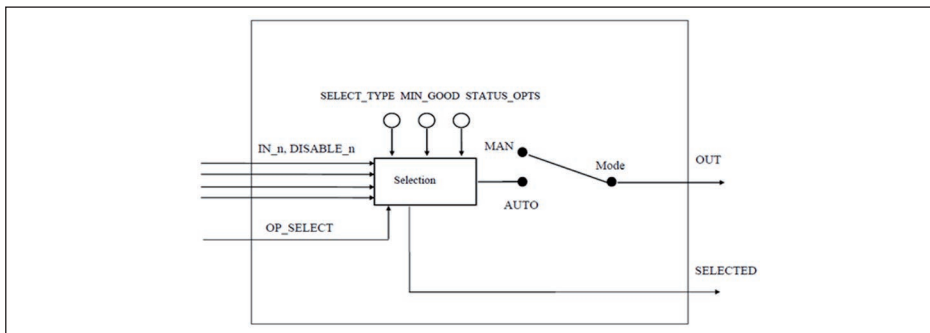 SELECT_TYPE MIN_GOOD STATUS_OPTS
MAN
IN_n, DISABLE_n
OUT
Mode
Selection
AUTO
OP_SELECT
SELECTED